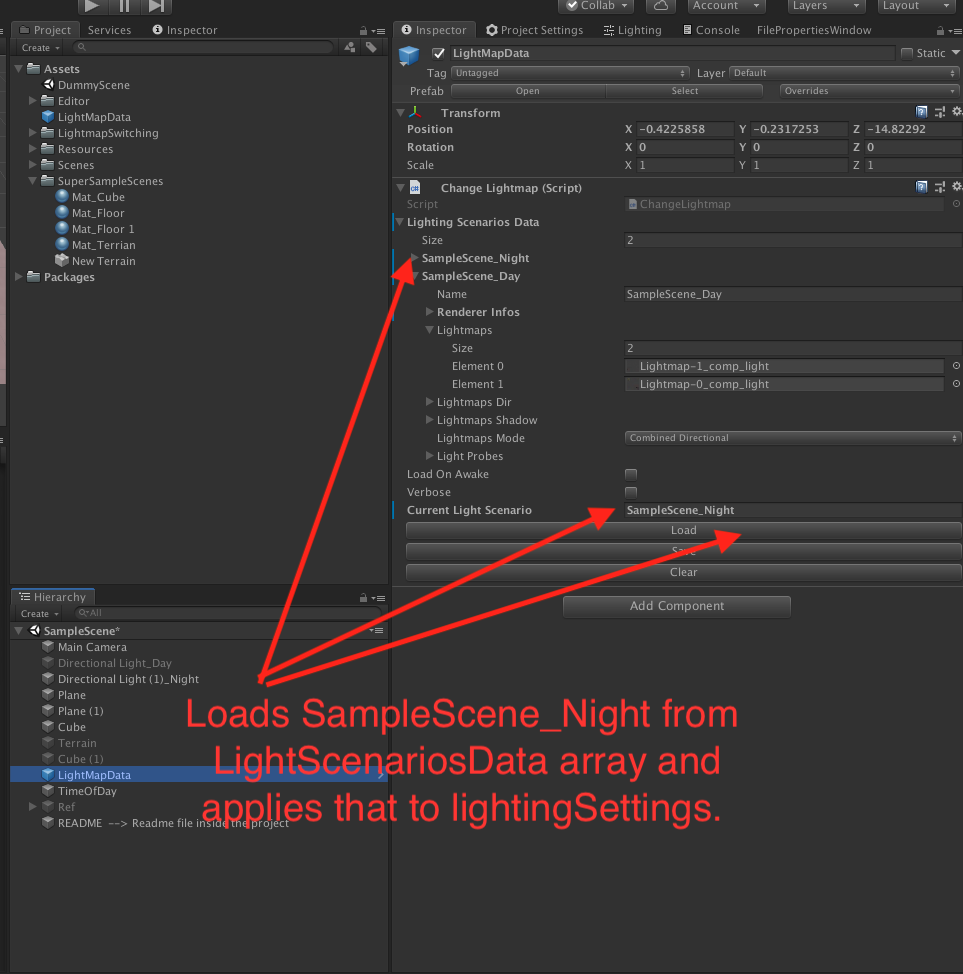 Collab
Account
Layers
Layout
Project
Services
Inspector
Create
Assets
DummyScene
Editor
LightMapData
LightmapSwitching
Resources
Scenes
SuperSampleScenes
Mat_Cube
Mat_Floor
Mat_Floor 1
Mat_Terrian
New Terrain
Packages
Hierarchy
Create All
SampleScene*
Main Camera
Directional Light_Day
Directional Light (1)_Night
Plane
Plane (1)
Cube
Terrain
Cube (1)
LightMapData
TimeOfDay
Ref
README --> Readme file inside the project
Inspector Project Settings Lighting Console FilePropertiesWindow
LightMapData Static
Tag Untagged Layer Default
Prefab Open Select Overrides
Transform
Position X -0.4225858 Y -0.2317253 Z -14.82292
Rotation X 0 Y 0 Z 0
Scale X 1 Y 1 Z 1
Change Lightmap (Script)
Script ChangeLightmap
Lighting Scenarios Data
Size 2
SampleScene_Night
SampleScene_Day
Name SampleScene_Day
Renderer Infos
Lightmaps
Size 2
Element 0 Lightmap-1_comp_light
Element 1 Lightmap-0_comp_light
Lightmaps Dir
Lightmaps Shadow
Lightmaps Mode Combined Directional
Light Probes
Load On Awake
Verbose
Current Light Scenario SampleScene_Night
Load
Save
Clear
Add Component
Loads SampleScene_Night from
LightScenariosData array and
applies that to lightingSettings.